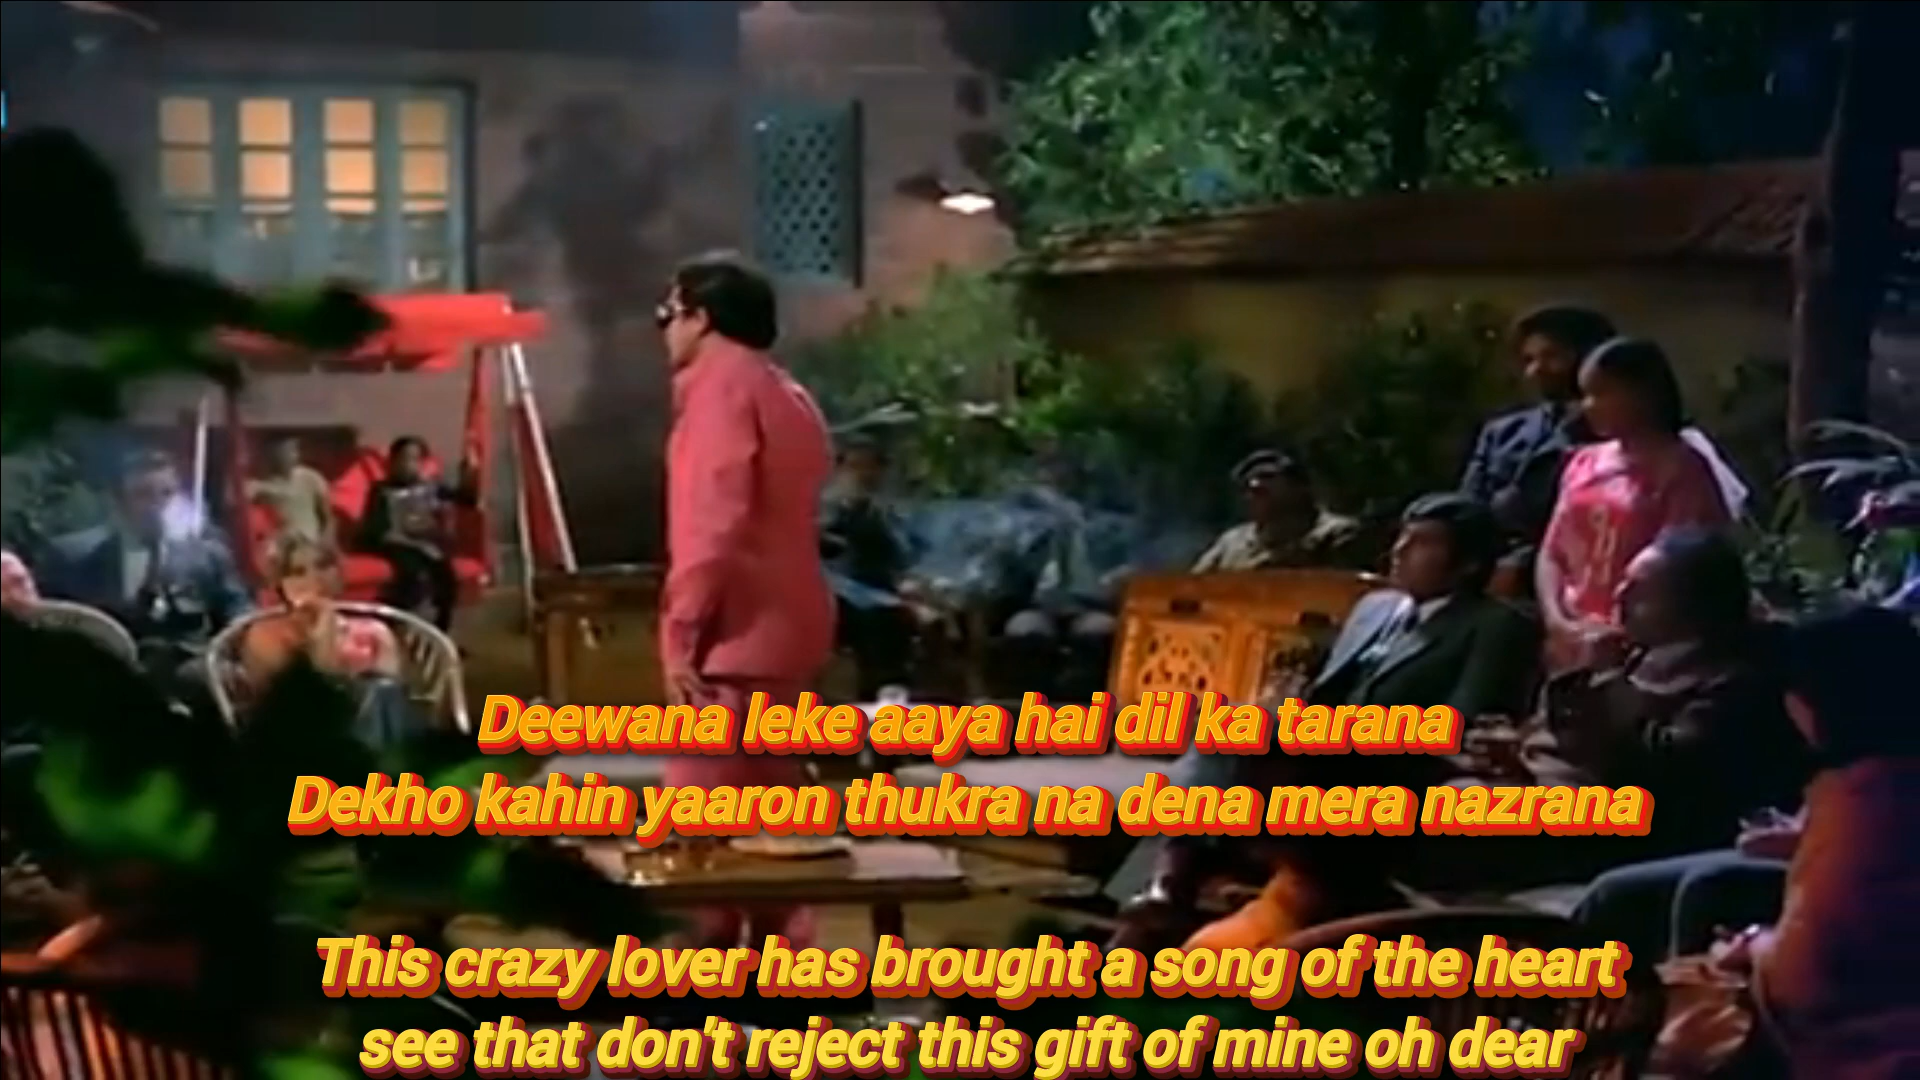 Deewana leke aaya hai dil ka tarana
Dekho kahin yaaron thukra na dena mera nazrana
This crazy lover has brought a song of the heart
see that don't reject this gift of mine oh dear